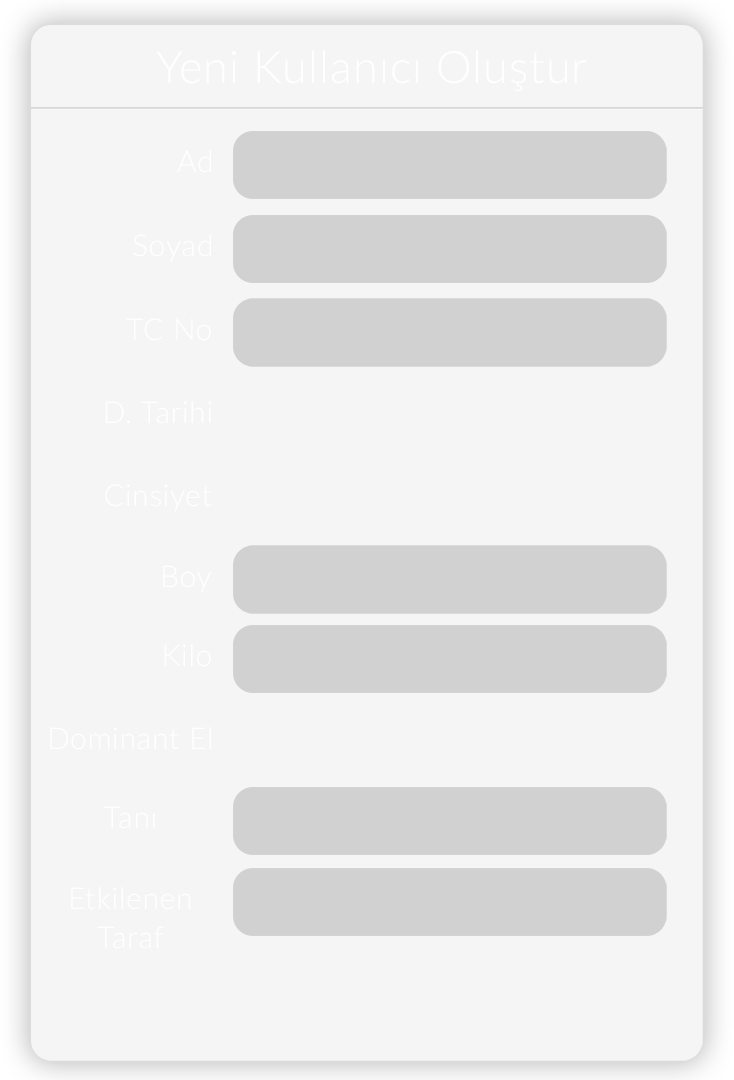 Yeni Kullanıcı Oluştur
Ad
Soyad
TC No
D. Tarihi
Cinsiyet
Boy
Kilo
Dominant El
Tanı
Etkilenen
Taraf